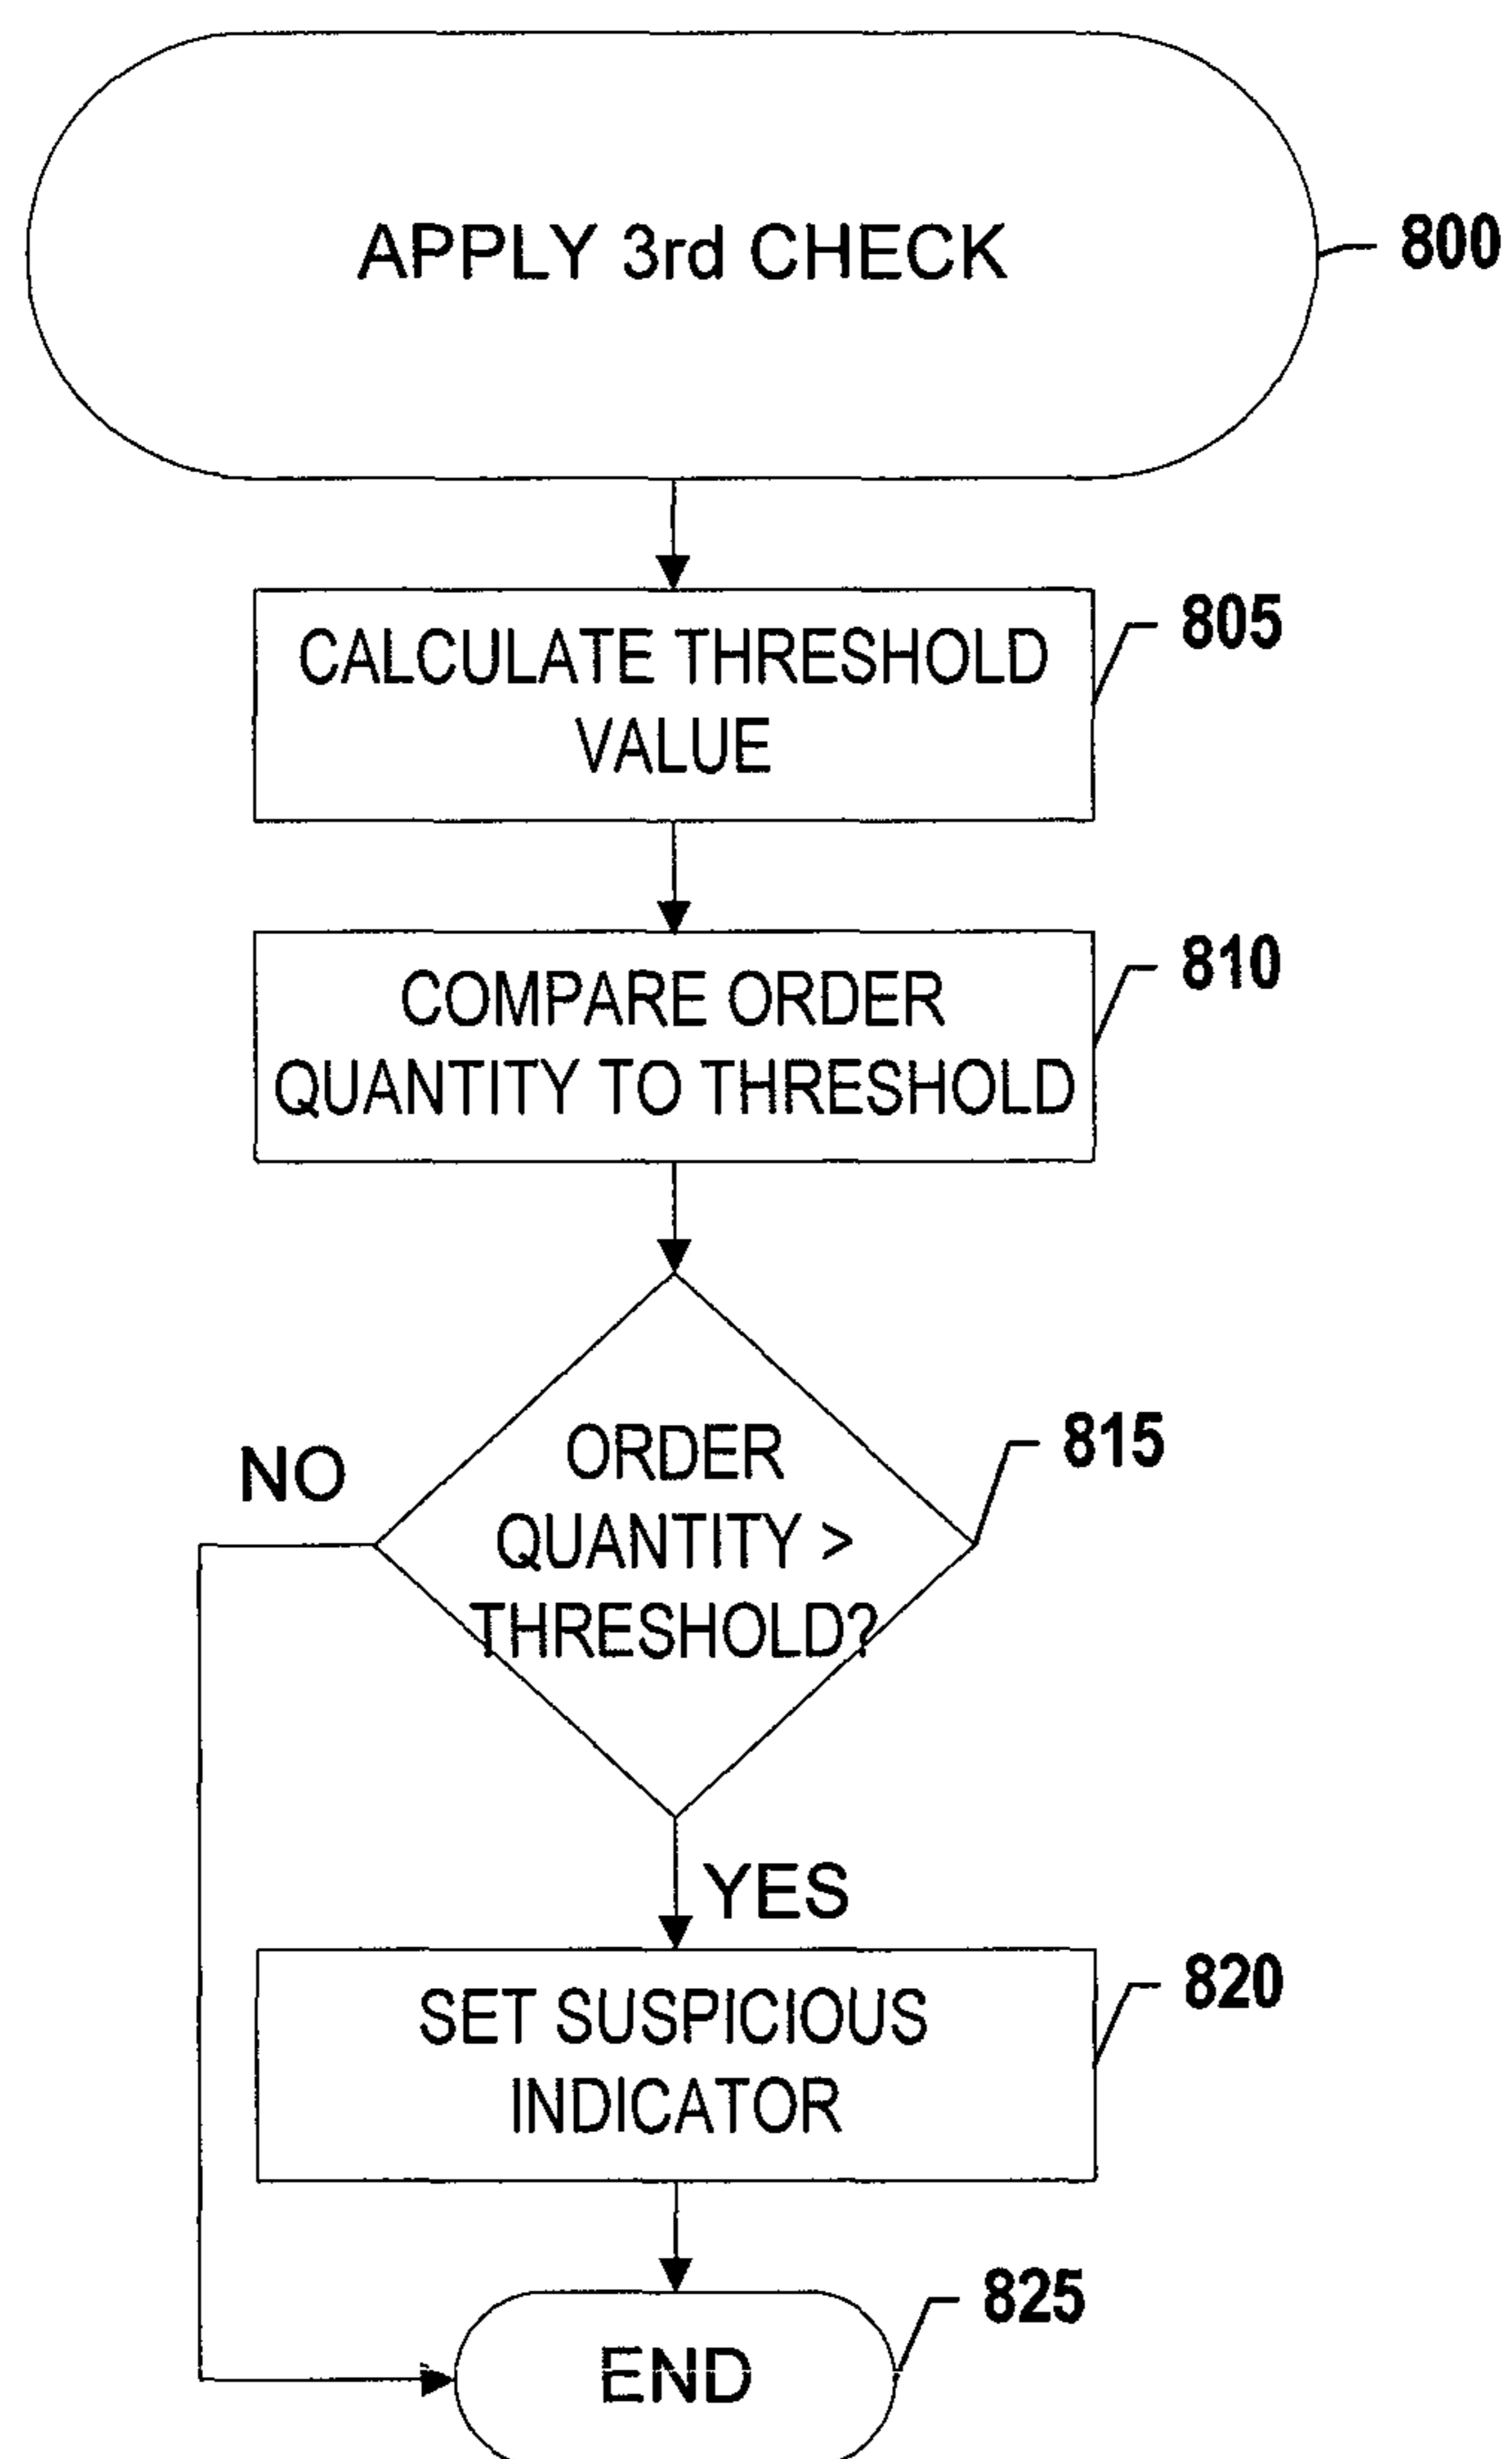 APPLY 3rd CHECK
800
CALCULATE THRESHOLD
VALUE
805
COMPARE ORDER
QUANTITY TO THRESHOLD
810
ORDER
QUANTITY >
THRESHOLD?
815
NO
YES
SET SUSPICIOUS
INDICATOR
820
END
825